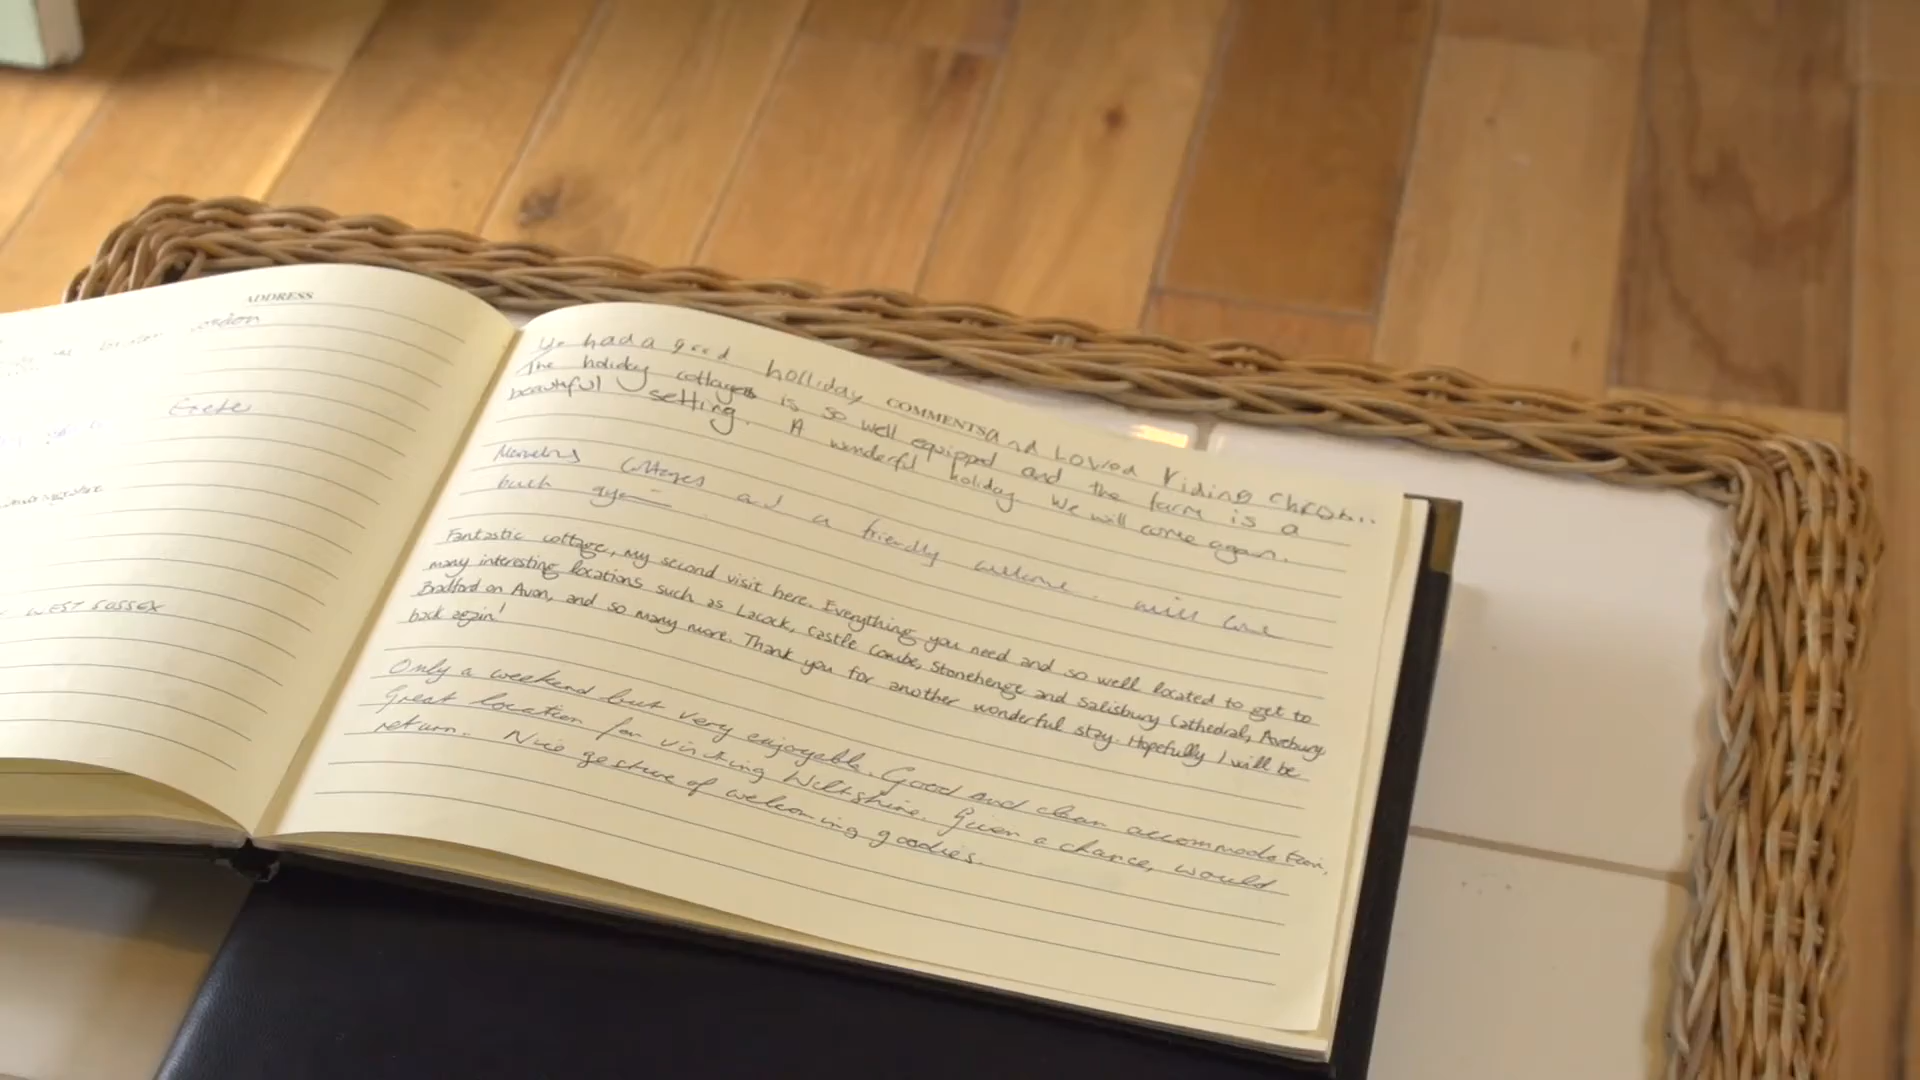 ADDRESS
London
Exeter
WEST SUSSEX
COMMENTS
We had a good holliday and Loved Riding
The holiday cottages is so well equipped and the farm is a
beautiful setting. A wonderful holiday. We will come again.
Cottages and a friendly welcome. will come
back again
Fantastic cottage, my second visit here. Everything you need and so well located to get to
many interesting locations such as Lacock, Castle Combe, Stonehenge and Salisbury Cathedral, Avebury
Bradford on Avon, and so many more. Thank you for another wonderful stay. Hopefully I will be
back again!
Only a weekend but very enjoyable. Good and clean accommodation.
Great location for visiting Wiltshire. Given a chance, would
return. Nice gesture of welcoming goodies.